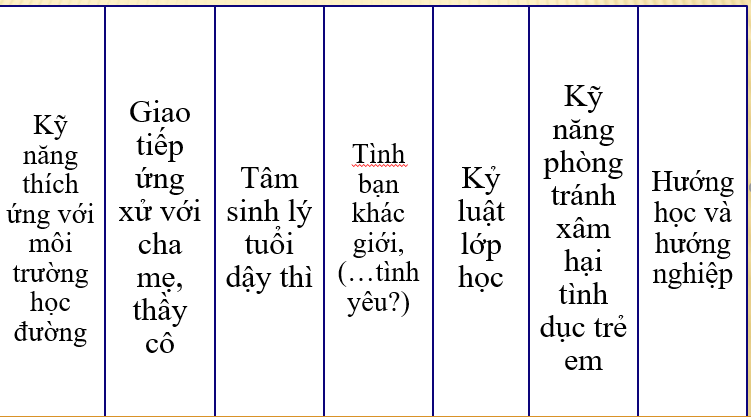 Kỹ
năng
thích
ứng với
môi
trường
học
đường
Giao
tiếp
ứng
xử với
cha
mẹ,
thầy
cô
Tâm
sinh lý
tuổi
dậy thì
Tình
bạn
khác
giới,
(…tình
yêu?)
Kỷ
luật
lớp
học
Kỹ
năng
phòng
tránh
xâm
hại
tình
dục trẻ
em
Hướng
học và
hướng
nghiệp